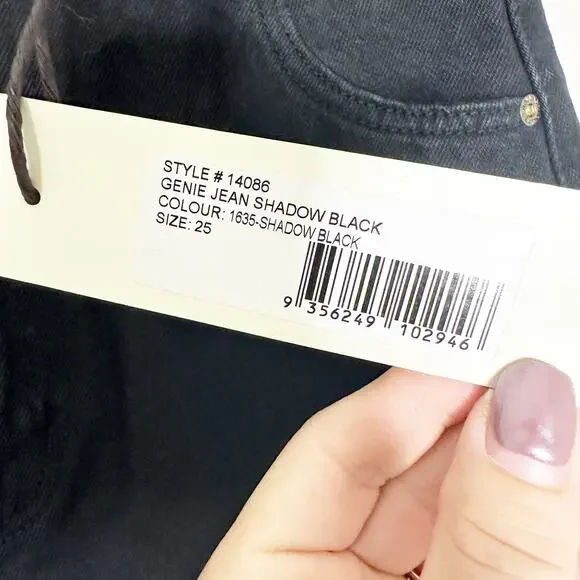 STYLE # 14086
GENIE JEAN SHADOW BLACK
COLOUR: 1635-SHADOW BLACK
SIZE: 25
9 356249 102946